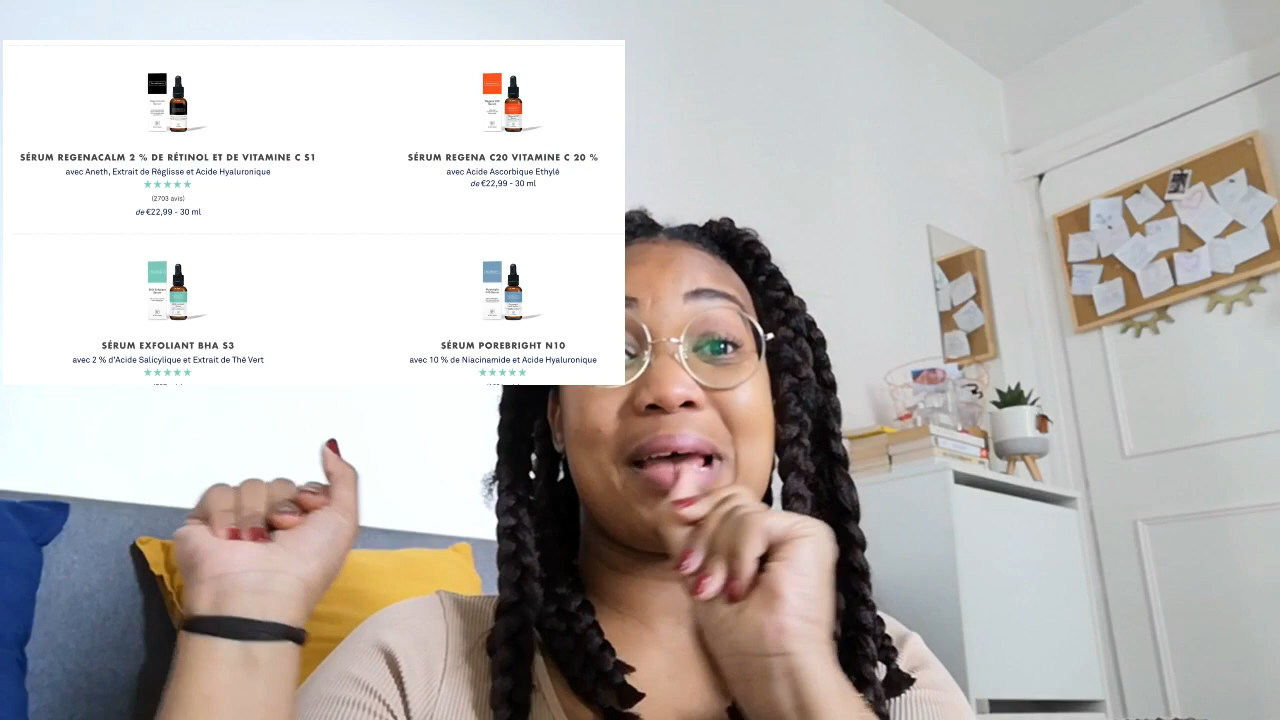 SÉRUM REGENACALM 2 % DE RÉTINOL ET DE VITAMINE C S1
avec Aneth, Extrait de Réglisse et Acide Hyaluronique
(2703 avis)
de €22,99 - 30 ml
SÉRUM REGENA C20 VITAMINE C 20 %
avec Acide Ascorbique Ethylé
de €22,99 - 30 ml
SÉRUM EXFOLIANT BHA S3
avec 2 % d'Acide Salicylique et Extrait de Thé Vert
SÉRUM POREBRIGHT N10
avec 10 % de Niacinamide et Acide Hyaluronique